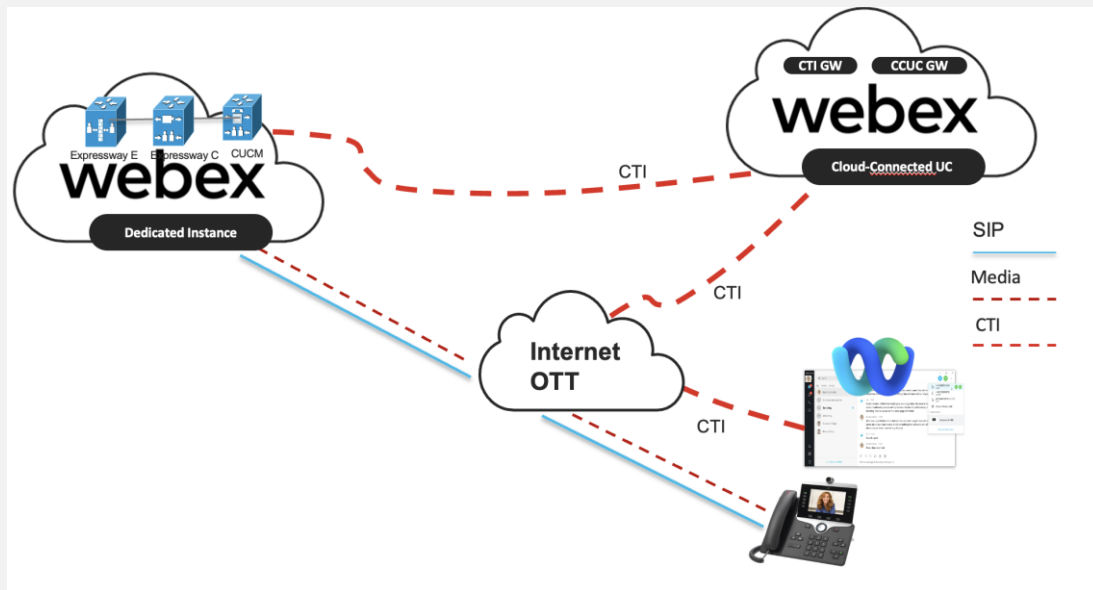 CTI GW
CCUC GW
webex
Cloud-Connected UC
Expressway E
Expressway C
CUCM
webex
Dedicated Instance
CTI
CTI
Internet
OTT
CTI
SIP
Media
CTI